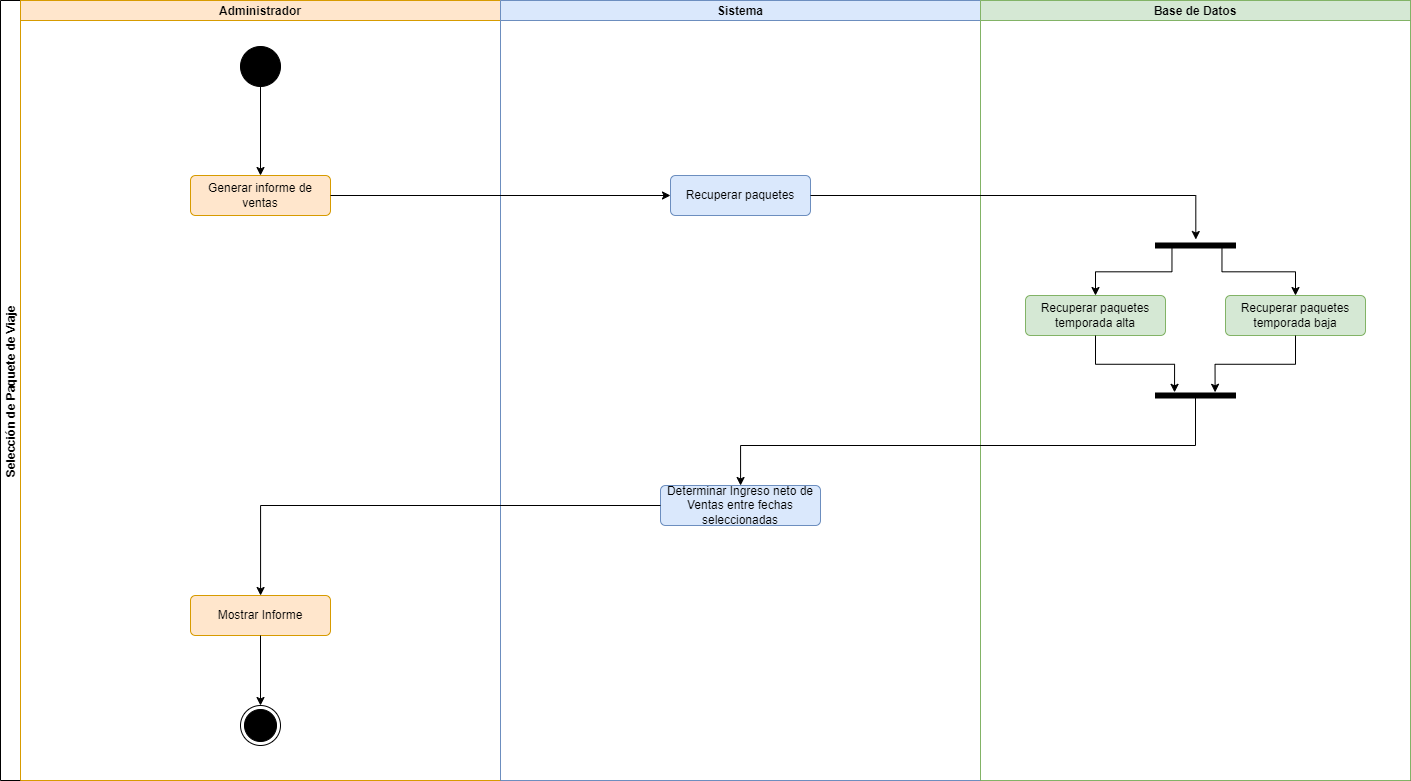 Administrador
Sistema
Base de Datos
Selección de Paquete de Viaje
Generar informe de
ventas
Recuperar paquetes
Recuperar paquetes
temporada alta
Recuperar paquetes
temporada baja
Determinar Ingreso neto de
Ventas entre fechas
seleccionadas
Mostrar Informe